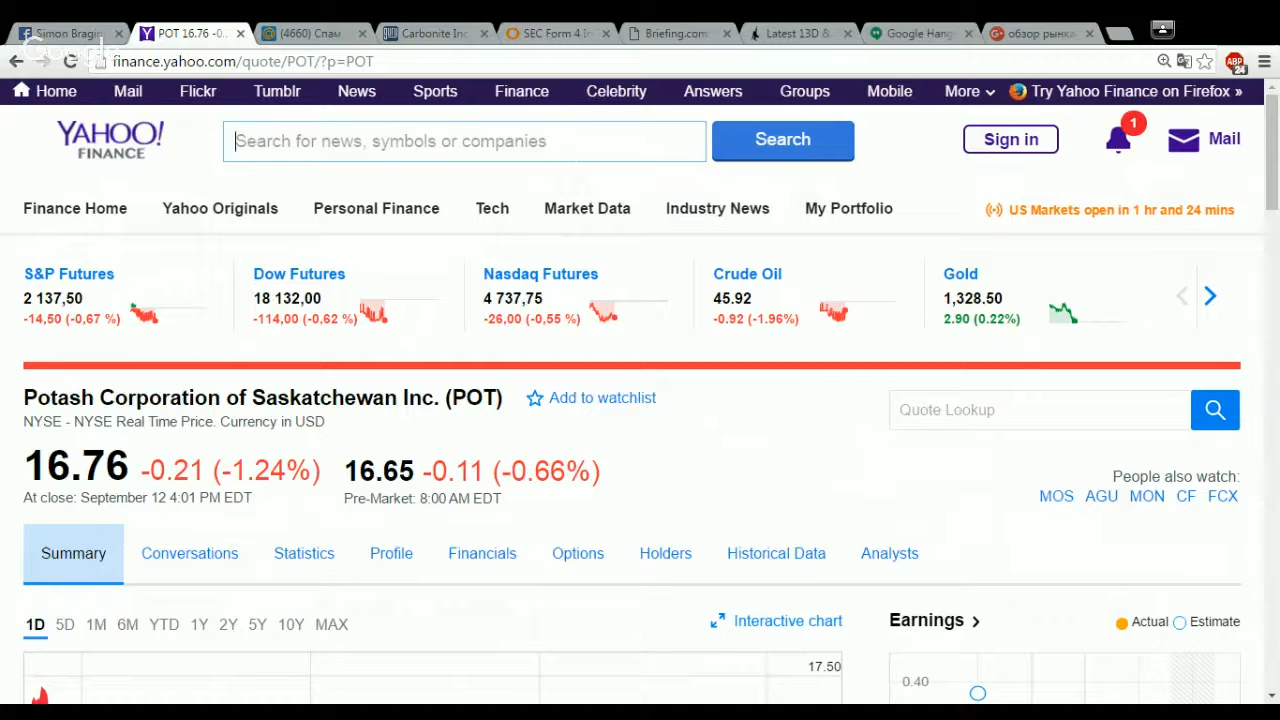 Simon Bragin
POT 16.76 -0.
(4660) Спам
Carbonite Inc
SEC Form 4 In
Briefing.com:
Latest 13D &
Google Hang
обзор рынка
Google
finance.yahoo.com/quote/POT/?p=POT
ABP
24
Home Mail Flickr Tumblr News Sports Finance Celebrity Answers Groups Mobile More Try Yahoo Finance on Firefox »
YAHOO!
FINANCE
Search for news, symbols or companies
Search
Sign in
1
Mail
Finance Home Yahoo Originals Personal Finance Tech Market Data Industry News My Portfolio
US Markets open in 1 hr and 24 mins
S&P Futures
2 137,50
-14,50 (-0,67 %)
Dow Futures
18 132,00
-114,00 (-0,62 %)
Nasdaq Futures
4 737,75
-26,00 (-0,55 %)
Crude Oil
45.92
-0.92 (-1.96%)
Gold
1,328.50
2.90 (0.22%)
Potash Corporation of Saskatchewan Inc. (POT)
Add to watchlist
NYSE - NYSE Real Time Price. Currency in USD
Quote Lookup
16.76 -0.21 (-1.24%)
At close: September 12 4:01 PM EDT
16.65 -0.11 (-0.66%)
Pre-Market: 8:00 AM EDT
People also watch:
MOS AGU MON CF FCX
Summary Conversations Statistics Profile Financials Options Holders Historical Data Analysts
1D 5D 1M 6M YTD 1Y 2Y 5Y 10Y MAX
Interactive chart
Earnings
Actual Estimate
17.50
0.40